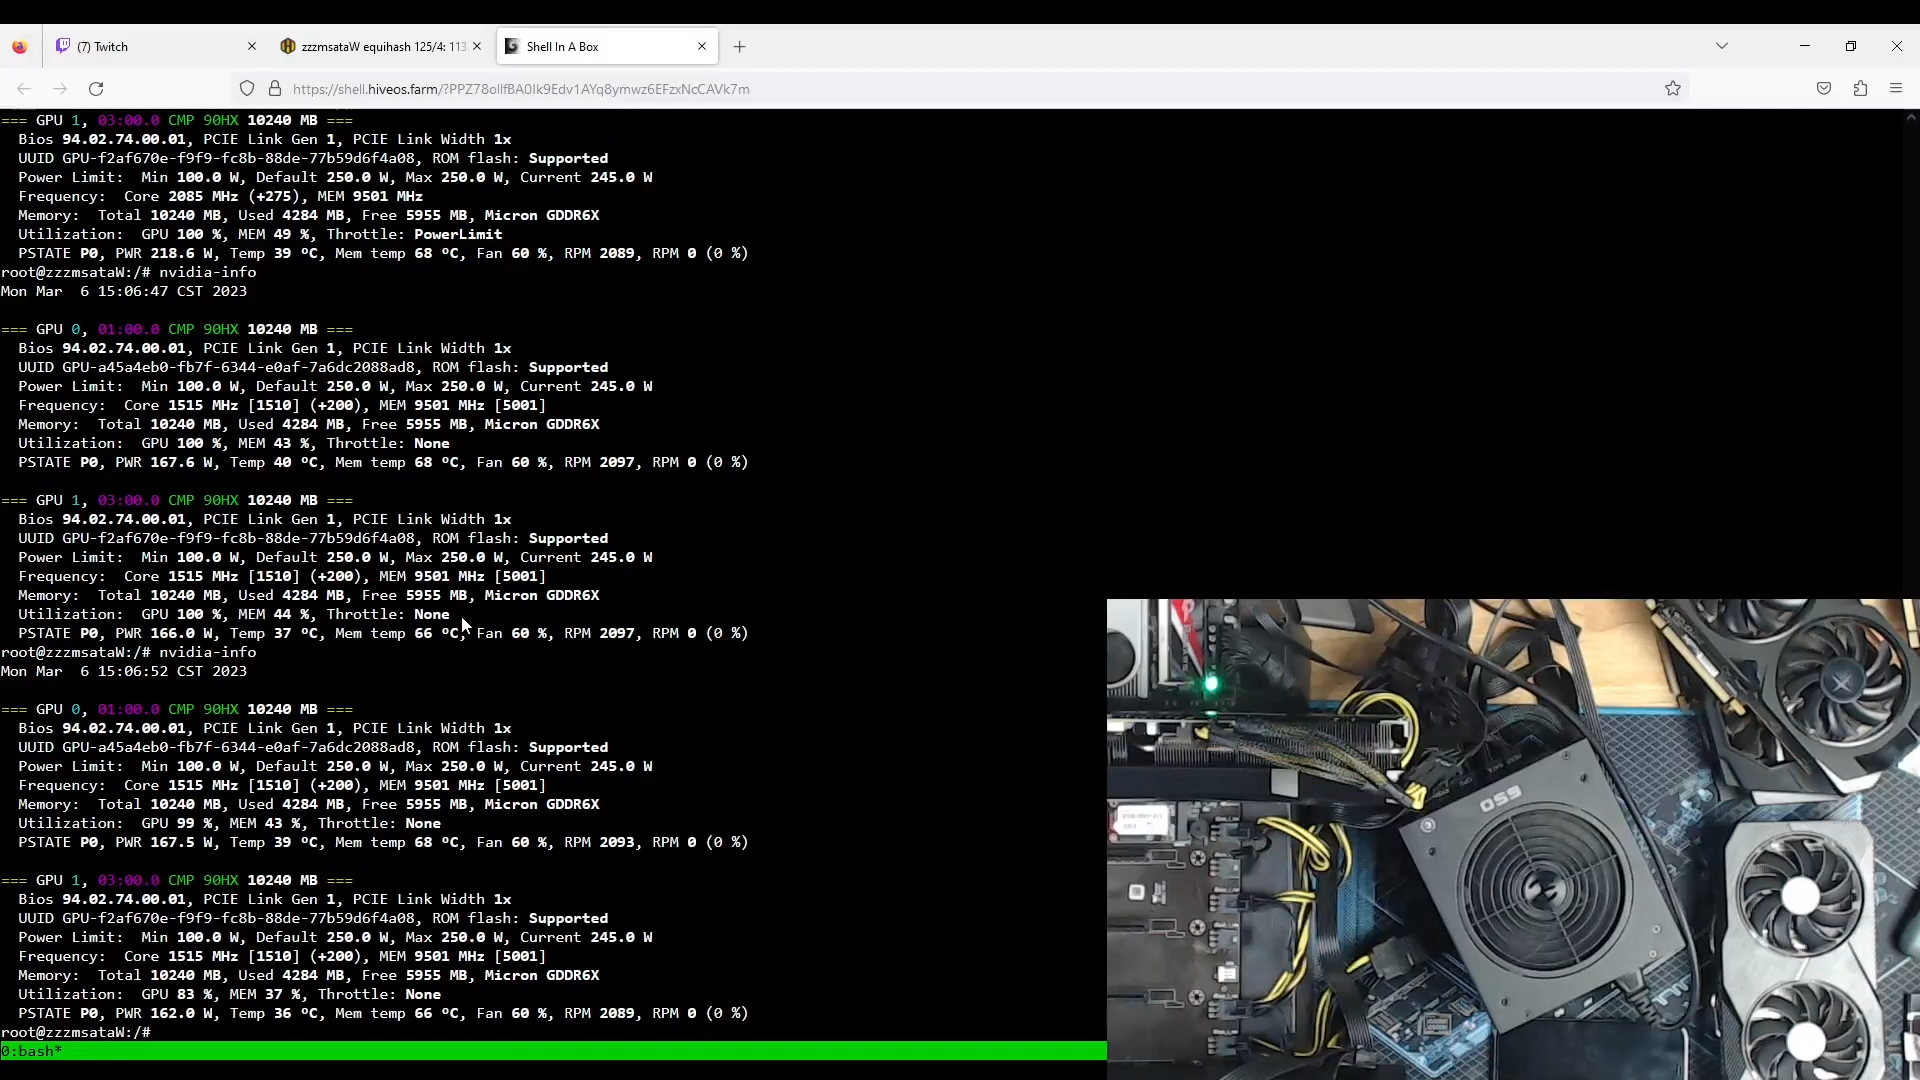 (7) Twitch
zzzmsataW equihash 125/4: 113
Shell In A Box
https://shell.hiveos.farm/?PPZ78ollfBA0Ik9Edv1AYq8ymwz6EFzxNcCAVk7m
=== GPU 1, 03:00.0 CMP 90HX 10240 MB ===
Bios 94.02.74.00.01, PCIE Link Gen 1, PCIE Link Width 1x
UUID GPU-f2af670e-f9f9-fc8b-88de-77b59d6f4a08, ROM flash: Supported
Power Limit: Min 100.0 W, Default 250.0 W, Max 250.0 W, Current 245.0 W
Frequency: Core 2085 MHz (+275), MEM 9501 MHz
Memory: Total 10240 MB, Used 4284 MB, Free 5955 MB, Micron GDDR6X
Utilization: GPU 100 %, MEM 49 %, Throttle: PowerLimit
PSTATE P0, PWR 218.6 W, Temp 39 ºC, Mem temp 68 ºC, Fan 60 %, RPM 2089, RPM 0 (0 %)
root@zzzmsataW:/# nvidia-info
Mon Mar  6 15:06:47 CST 2023
=== GPU 0, 01:00.0 CMP 90HX 10240 MB ===
Bios 94.02.74.00.01, PCIE Link Gen 1, PCIE Link Width 1x
UUID GPU-a45a4eb0-fb7f-6344-e0af-7a6dc2088ad8, ROM flash: Supported
Power Limit: Min 100.0 W, Default 250.0 W, Max 250.0 W, Current 245.0 W
Frequency: Core 1515 MHz [1510] (+200), MEM 9501 MHz [5001]
Memory: Total 10240 MB, Used 4284 MB, Free 5955 MB, Micron GDDR6X
Utilization: GPU 100 %, MEM 43 %, Throttle: None
PSTATE P0, PWR 167.6 W, Temp 40 ºC, Mem temp 68 ºC, Fan 60 %, RPM 2097, RPM 0 (0 %)
=== GPU 1, 03:00.0 CMP 90HX 10240 MB ===
Bios 94.02.74.00.01, PCIE Link Gen 1, PCIE Link Width 1x
UUID GPU-f2af670e-f9f9-fc8b-88de-77b59d6f4a08, ROM flash: Supported
Power Limit: Min 100.0 W, Default 250.0 W, Max 250.0 W, Current 245.0 W
Frequency: Core 1515 MHz [1510] (+200), MEM 9501 MHz [5001]
Memory: Total 10240 MB, Used 4284 MB, Free 5955 MB, Micron GDDR6X
Utilization: GPU 100 %, MEM 44 %, Throttle: None
PSTATE P0, PWR 166.0 W, Temp 37 ºC, Mem temp 66 ºC, Fan 60 %, RPM 2097, RPM 0 (0 %)
root@zzzmsataW:/# nvidia-info
Mon Mar  6 15:06:52 CST 2023
=== GPU 0, 01:00.0 CMP 90HX 10240 MB ===
Bios 94.02.74.00.01, PCIE Link Gen 1, PCIE Link Width 1x
UUID GPU-a45a4eb0-fb7f-6344-e0af-7a6dc2088ad8, ROM flash: Supported
Power Limit: Min 100.0 W, Default 250.0 W, Max 250.0 W, Current 245.0 W
Frequency: Core 1515 MHz [1510] (+200), MEM 9501 MHz [5001]
Memory: Total 10240 MB, Used 4284 MB, Free 5955 MB, Micron GDDR6X
Utilization: GPU 99 %, MEM 43 %, Throttle: None
PSTATE P0, PWR 167.5 W, Temp 39 ºC, Mem temp 68 ºC, Fan 60 %, RPM 2093, RPM 0 (0 %)
=== GPU 1, 03:00.0 CMP 90HX 10240 MB ===
Bios 94.02.74.00.01, PCIE Link Gen 1, PCIE Link Width 1x
UUID GPU-f2af670e-f9f9-fc8b-88de-77b59d6f4a08, ROM flash: Supported
Power Limit: Min 100.0 W, Default 250.0 W, Max 250.0 W, Current 245.0 W
Frequency: Core 1515 MHz [1510] (+200), MEM 9501 MHz [5001]
Memory: Total 10240 MB, Used 4284 MB, Free 5955 MB, Micron GDDR6X
Utilization: GPU 83 %, MEM 37 %, Throttle: None
PSTATE P0, PWR 162.0 W, Temp 36 ºC, Mem temp 66 ºC, Fan 60 %, RPM 2089, RPM 0 (0 %)
root@zzzmsataW:/#
0:bash*
650